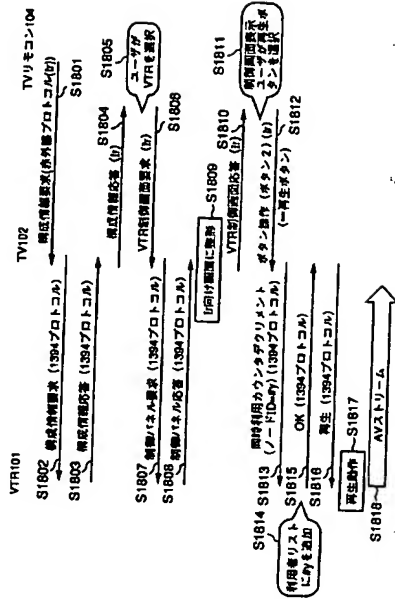 VTR101
TV102
TVリモコン104
構成情報要求(赤外線プロトコル(Ir))
S1801
S1802
構成情報要求 (1394プロトコル)
S1803
構成情報応答 (1394プロトコル)
構成情報応答 (Ir)
S1804
S1805
ユーザが
VTRを選択
VTR制御画面要求 (Ir)
S1806
S1807
制御パネル要求 (1394プロトコル)
S1808
制御パネル応答 (1394プロトコル)
Ir向け画面に整形
S1809
VTR制御画面応答 (Ir)
S1810
S1811
制御画面表示
ユーザが再生ボ
タンを選択
ボタン操作 (ボタン2) (Ir)
(=再生ボタン)
S1812
同時利用カウンタデクリメント
(ノードID=#y) (1394プロトコル)
S1813
S1814
利用者リスト
に#yを追加
S1815
OK (1394プロトコル)
S1816
再生 (1394プロトコル)
再生動作
S1817
AVストリーム
S1818